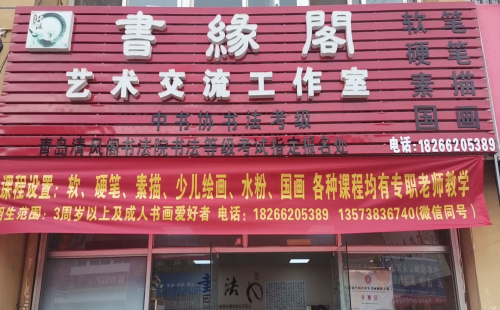 書緣閣
艺术交流工作室
中书协书法考级
青岛清风阁书法院书法等级考试指定报名处
软笔
硬笔
素描
国画
电话:18266205389
课程设置：软、硬笔、素描、少儿绘画、水粉、国画 各种课程均有专职老师教学
招生范围：3周岁以上及成人书画爱好者 电话：18266205389 13573836740(微信同号)
书法